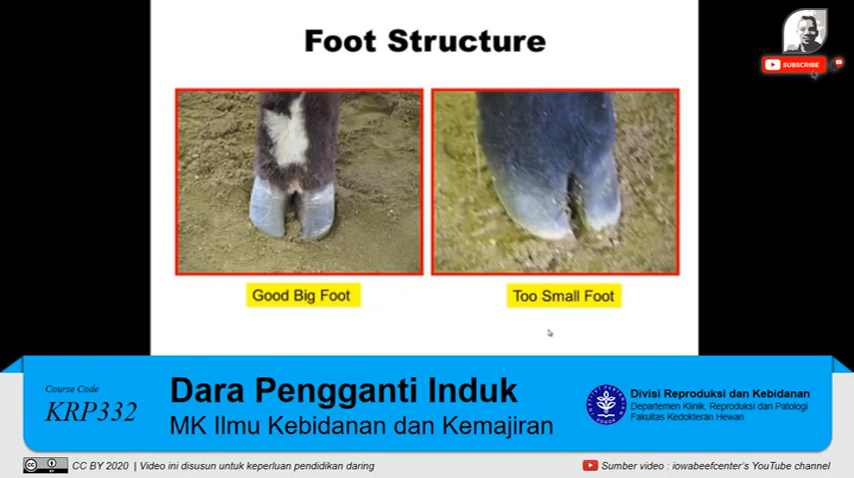 Foot Structure
SUBSCRIBE
Good Big Foot
Too Small Foot
Course Code
KRP332
Dara Pengganti Induk
MK Ilmu Kebidanan dan Kemajiran
Divisi Reproduksi dan Kebidanan
Departemen Klinik, Reproduksi dan Patologi
Fakultas Kedokteran Hewan
CC BY 2020 | Video ini disusun untuk keperluan pendidikan daring
Sumber video : iowabeefcenter's YouTube channel